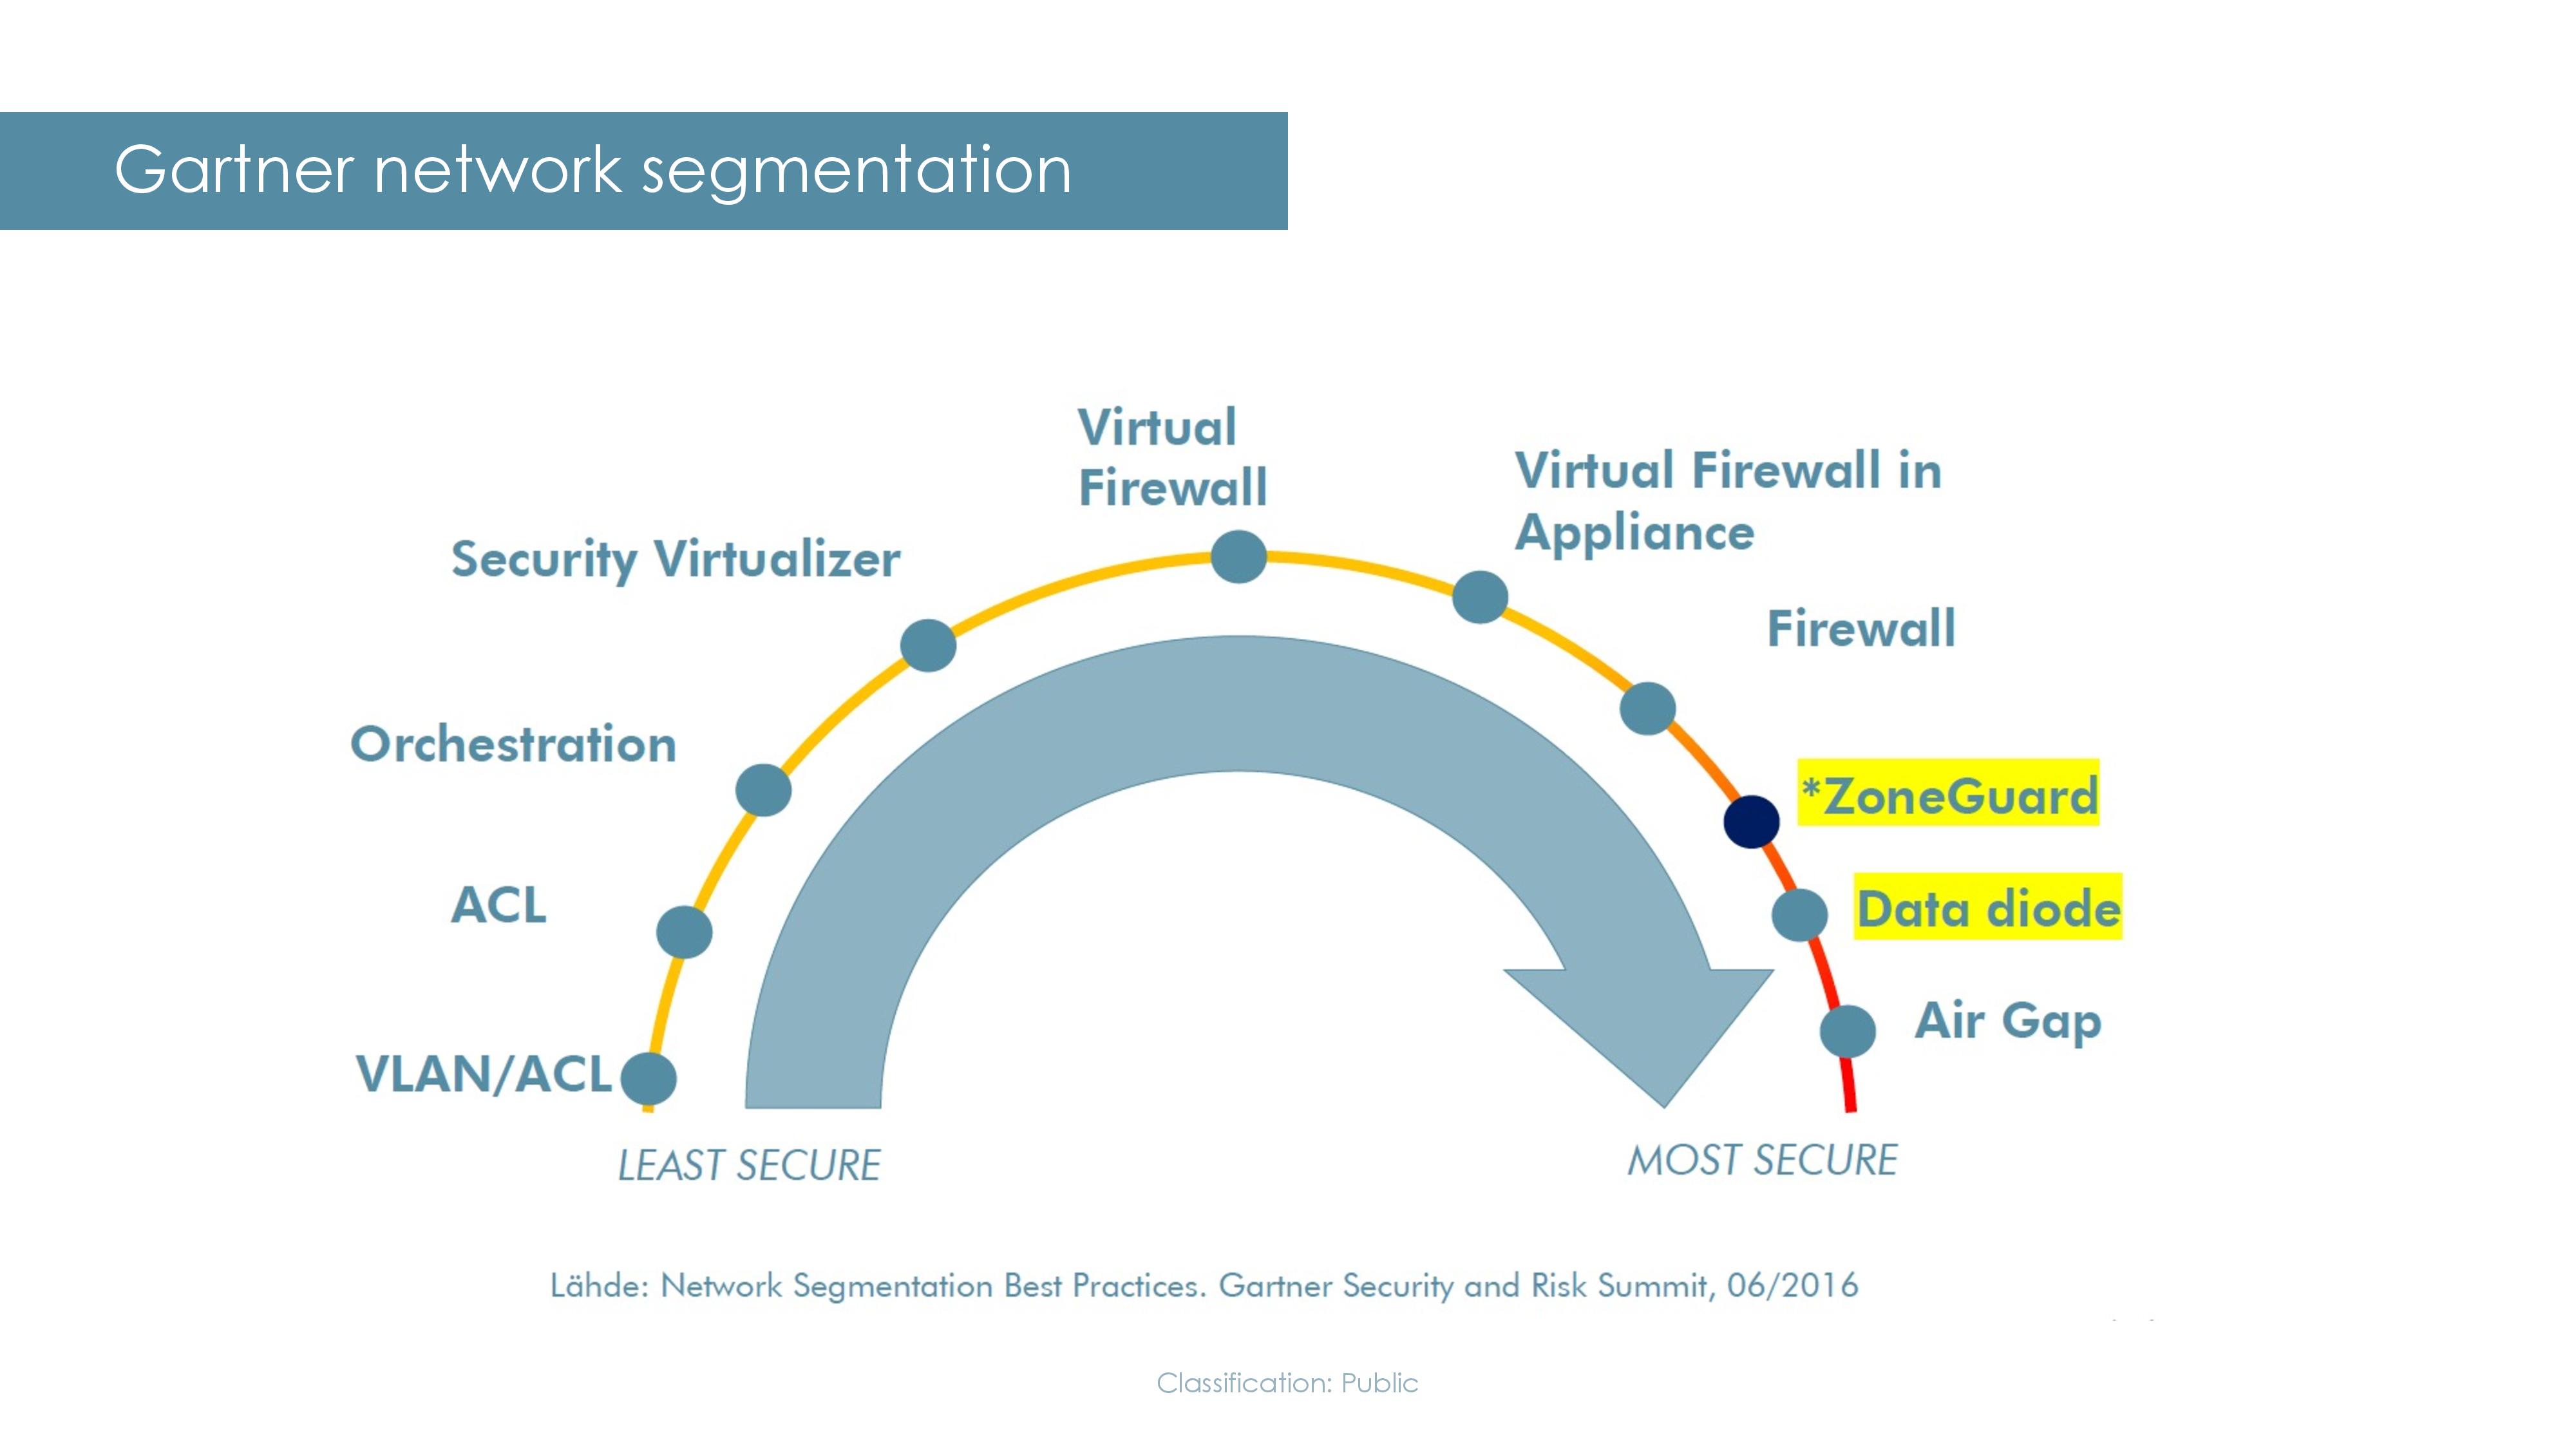 Gartner network segmentation
Virtual
Firewall
Virtual Firewall in
Appliance
Security Virtualizer
Firewall
Orchestration
*ZoneGuard
ACL
Data diode
Air Gap
VLAN/ACL
LEAST SECURE
MOST SECURE
Lähde: Network Segmentation Best Practices. Gartner Security and Risk Summit, 06/2016
Classification: Public